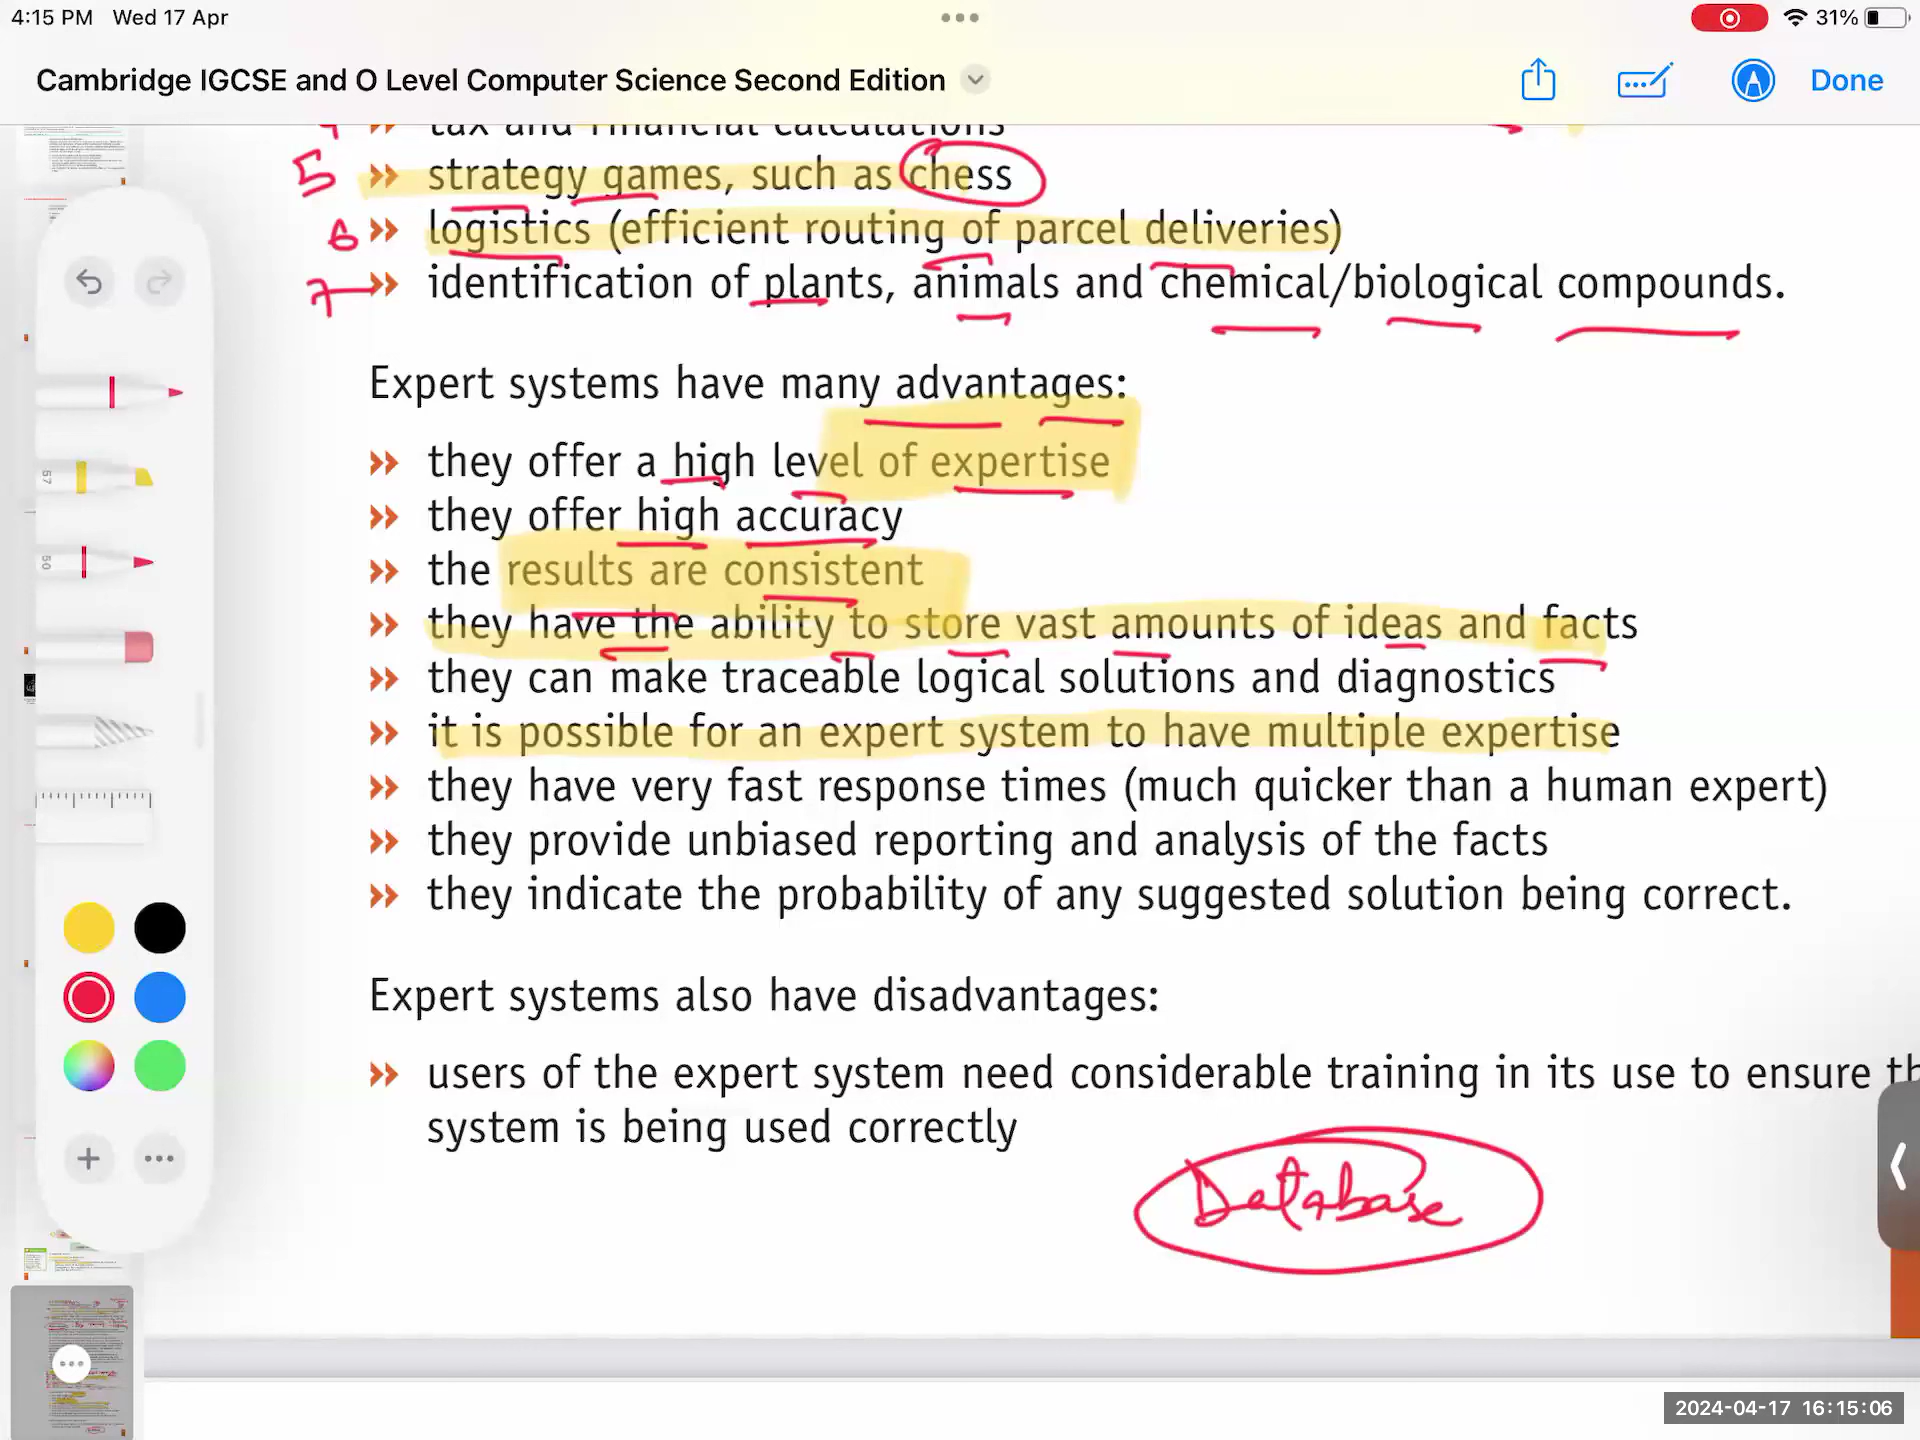 4:15 PM Wed 17 Apr
31%
Cambridge IGCSE and O Level Computer Science Second Edition
Done
tax and financial calculations
5 » strategy games, such as chess
6 » logistics (efficient routing of parcel deliveries)
7 » identification of plants, animals and chemical/biological compounds.
Expert systems have many advantages:
» they offer a high level of expertise
» they offer high accuracy
» the results are consistent
» they have the ability to store vast amounts of ideas and facts
» they can make traceable logical solutions and diagnostics
» it is possible for an expert system to have multiple expertise
» they have very fast response times (much quicker than a human expert)
» they provide unbiased reporting and analysis of the facts
» they indicate the probability of any suggested solution being correct.
Expert systems also have disadvantages:
» users of the expert system need considerable training in its use to ensure th
system is being used correctly
Database
57
50
2024-04-17 16:15:06